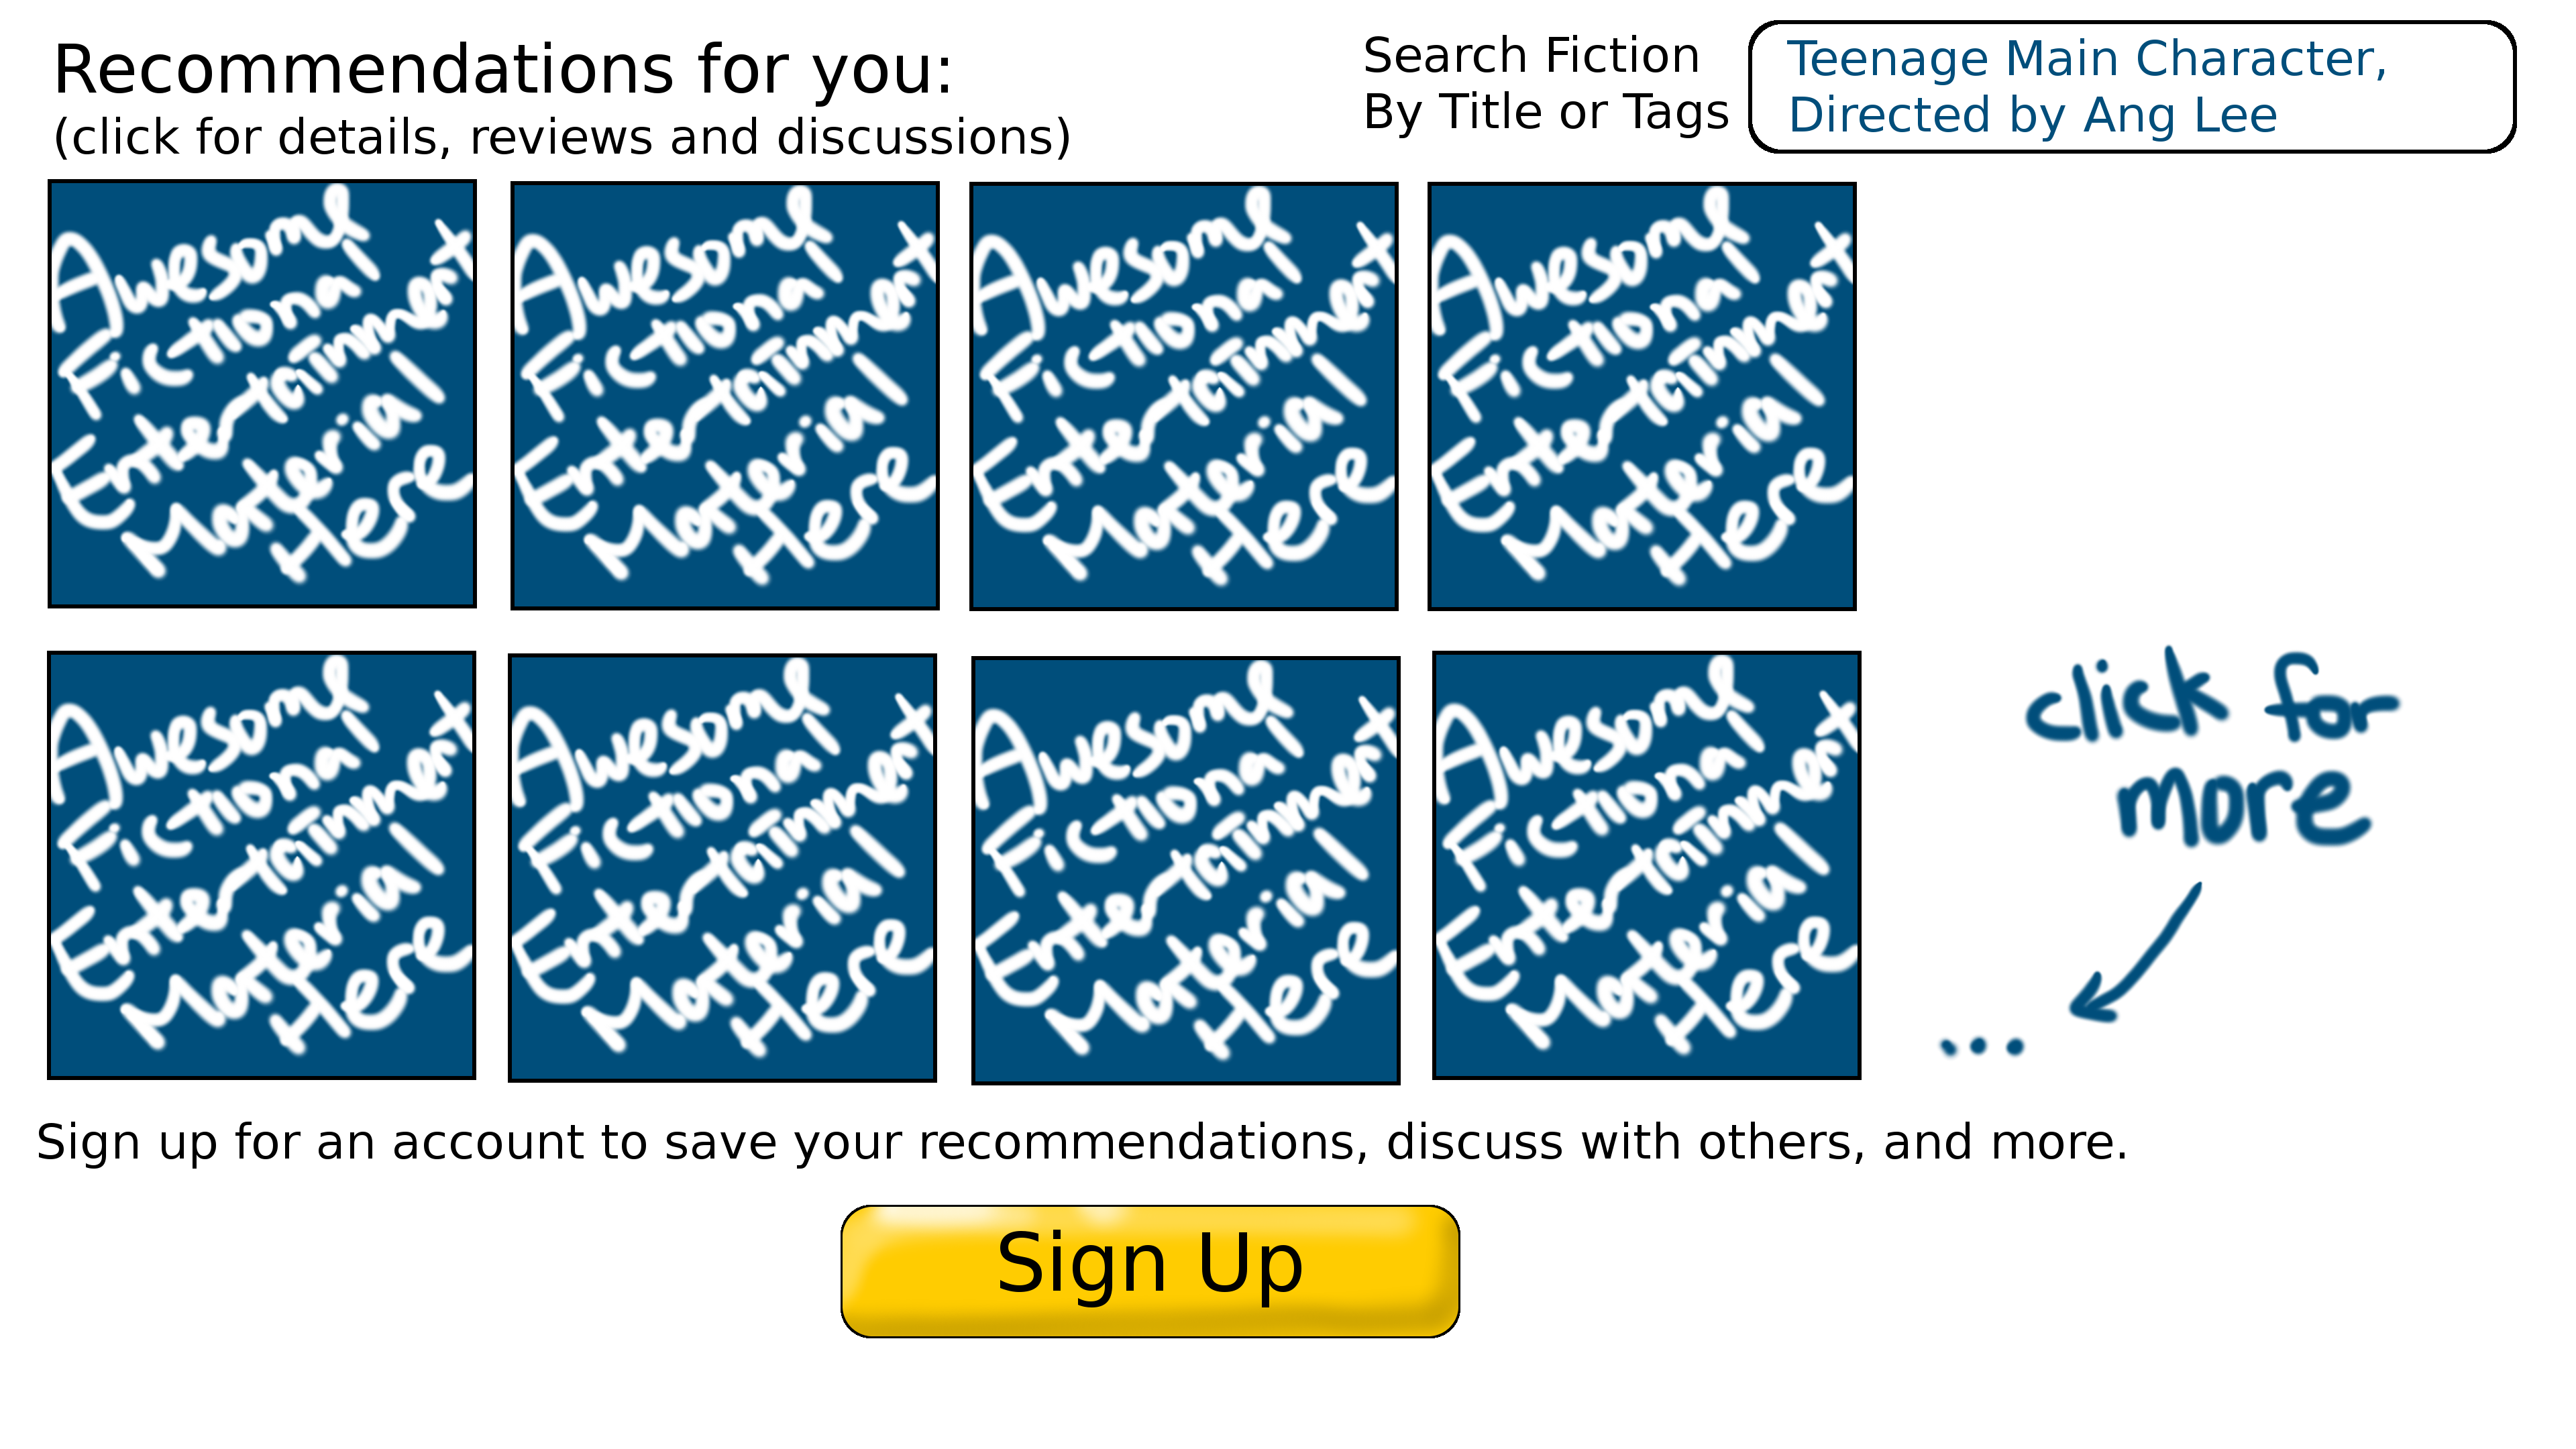 Recommendations for you:
(click for details, reviews and discussions)
Search Fiction
By Title or Tags
Teenage Main Character,
Directed by Ang Lee
Awesome
Fictional
Entertainment
Material
Here
Awesome
Fictional
Entertainment
Material
Here
Awesome
Fictional
Entertainment
Material
Here
Awesome
Fictional
Entertainment
Material
Here
Awesome
Fictional
Entertainment
Material
Here
Awesome
Fictional
Entertainment
Material
Here
Awesome
Fictional
Entertainment
Material
Here
Awesome
Fictional
Entertainment
Material
Here
click for
more
...
Sign up for an account to save your recommendations, discuss with others, and more.
Sign Up